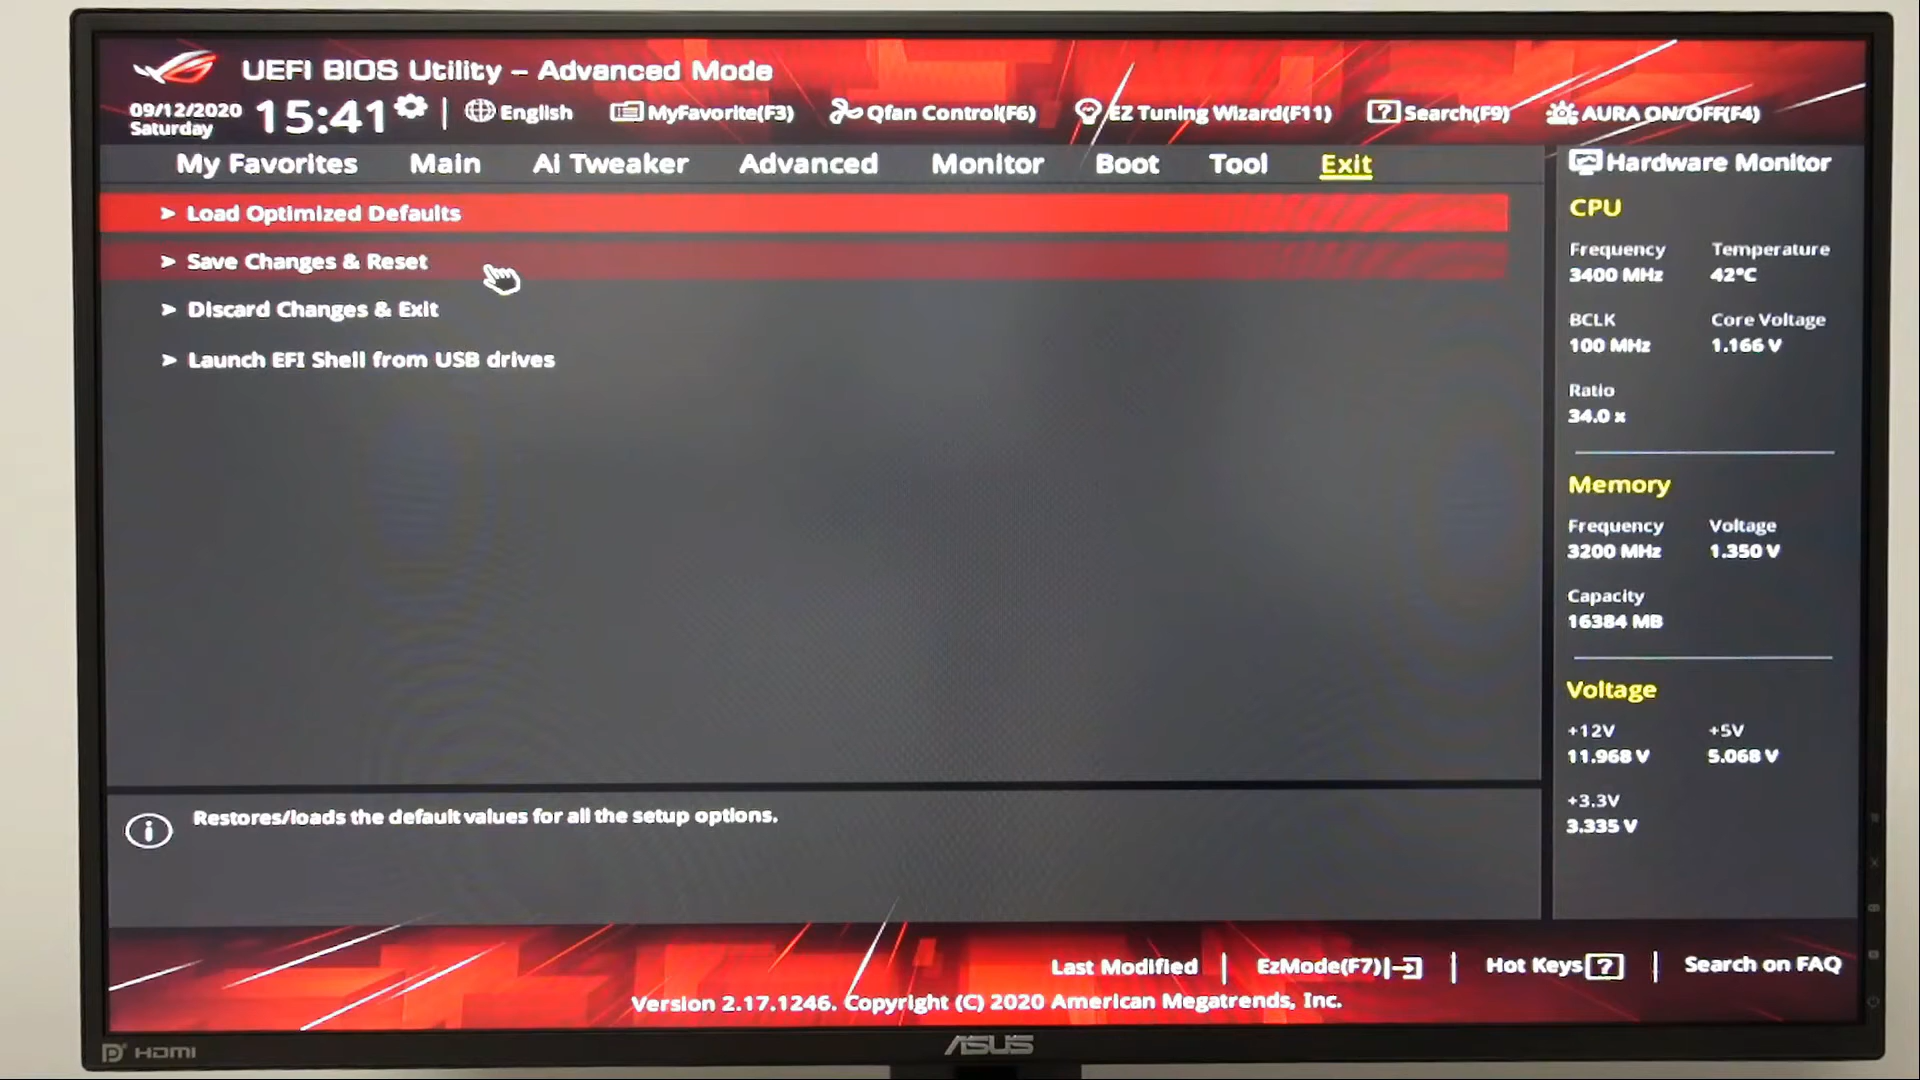 UEFI BIOS Utility – Advanced Mode
09/12/2020
Saturday
15:41
English
MyFavorite(F3)
Qfan Control(F6)
EZ Tuning Wizard(F11)
Search(F9)
AURA ON/OFF(F4)
My Favorites
Main
Ai Tweaker
Advanced
Monitor
Boot
Tool
Exit
Load Optimized Defaults
Save Changes & Reset
Discard Changes & Exit
Launch EFI Shell from USB drives
Hardware Monitor
CPU
Frequency Temperature
3400 MHz 42°C
BCLK Core Voltage
100 MHz 1.166 V
Ratio
34.0 x
Memory
Frequency Voltage
3200 MHz 1.350 V
Capacity
16384 MB
Voltage
+12V +5V
11.968 V 5.068 V
+3.3V
3.335 V
Restores/loads the default values for all the setup options.
Last Modified
EzMode(F7)
Hot Keys ?
Search on FAQ
Version 2.17.1246. Copyright (C) 2020 American Megatrends, Inc.
HDMI
ASUS